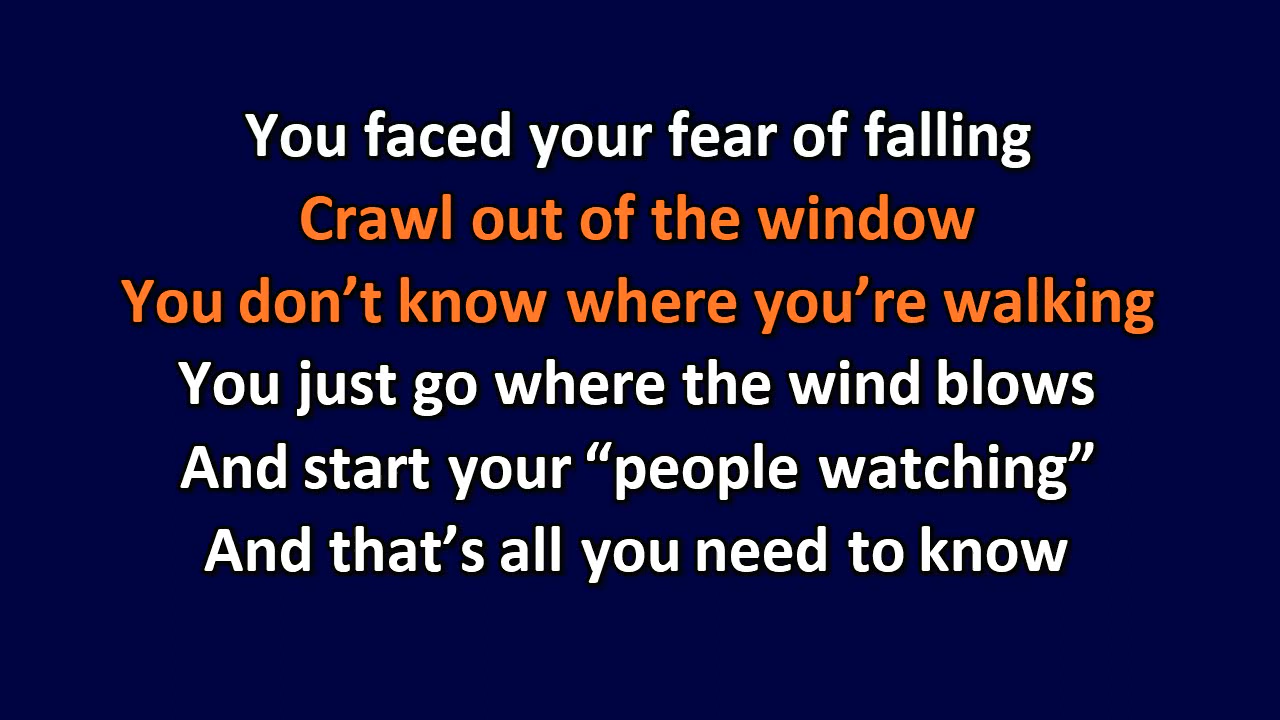 You faced your fear of falling
Crawl out of the window
You don’t know where you’re walking
You just go where the wind blows
And start your “people watching”
And that’s all you need to know